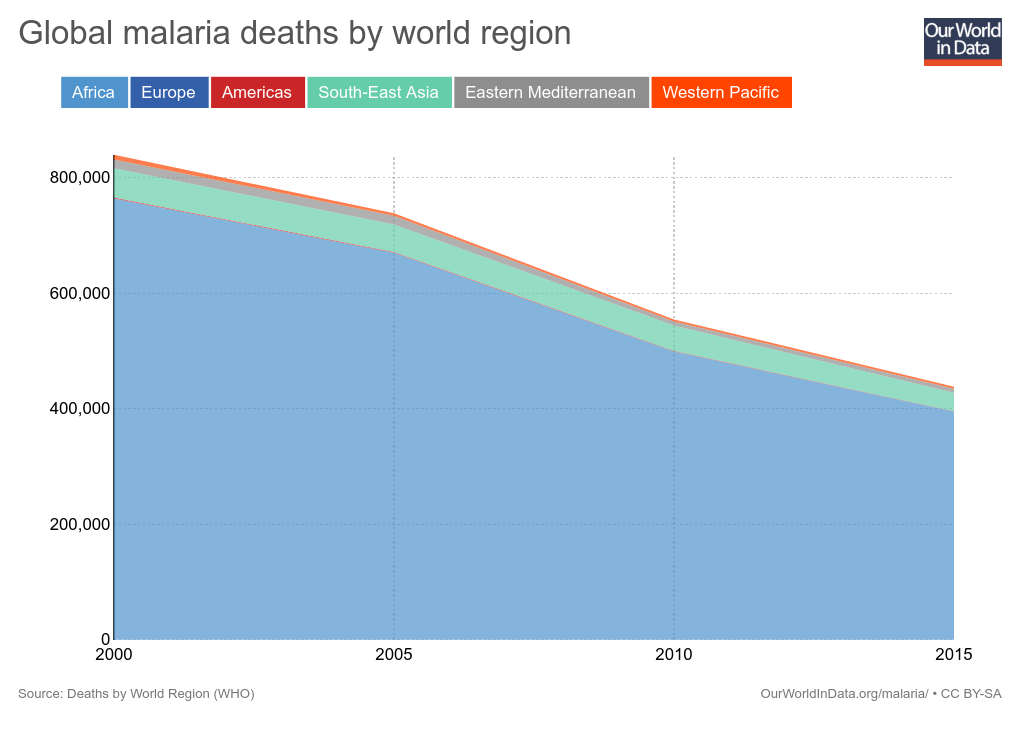 Global malaria deaths by world region
Our World
in Data
Africa Europe Americas South-East Asia Eastern Mediterranean Western Pacific
800,000
600,000
400,000
200,000
0
2000 2005 2010 2015
Source: Deaths by World Region (WHO) OurWorldInData.org/malaria/ • CC BY-SA